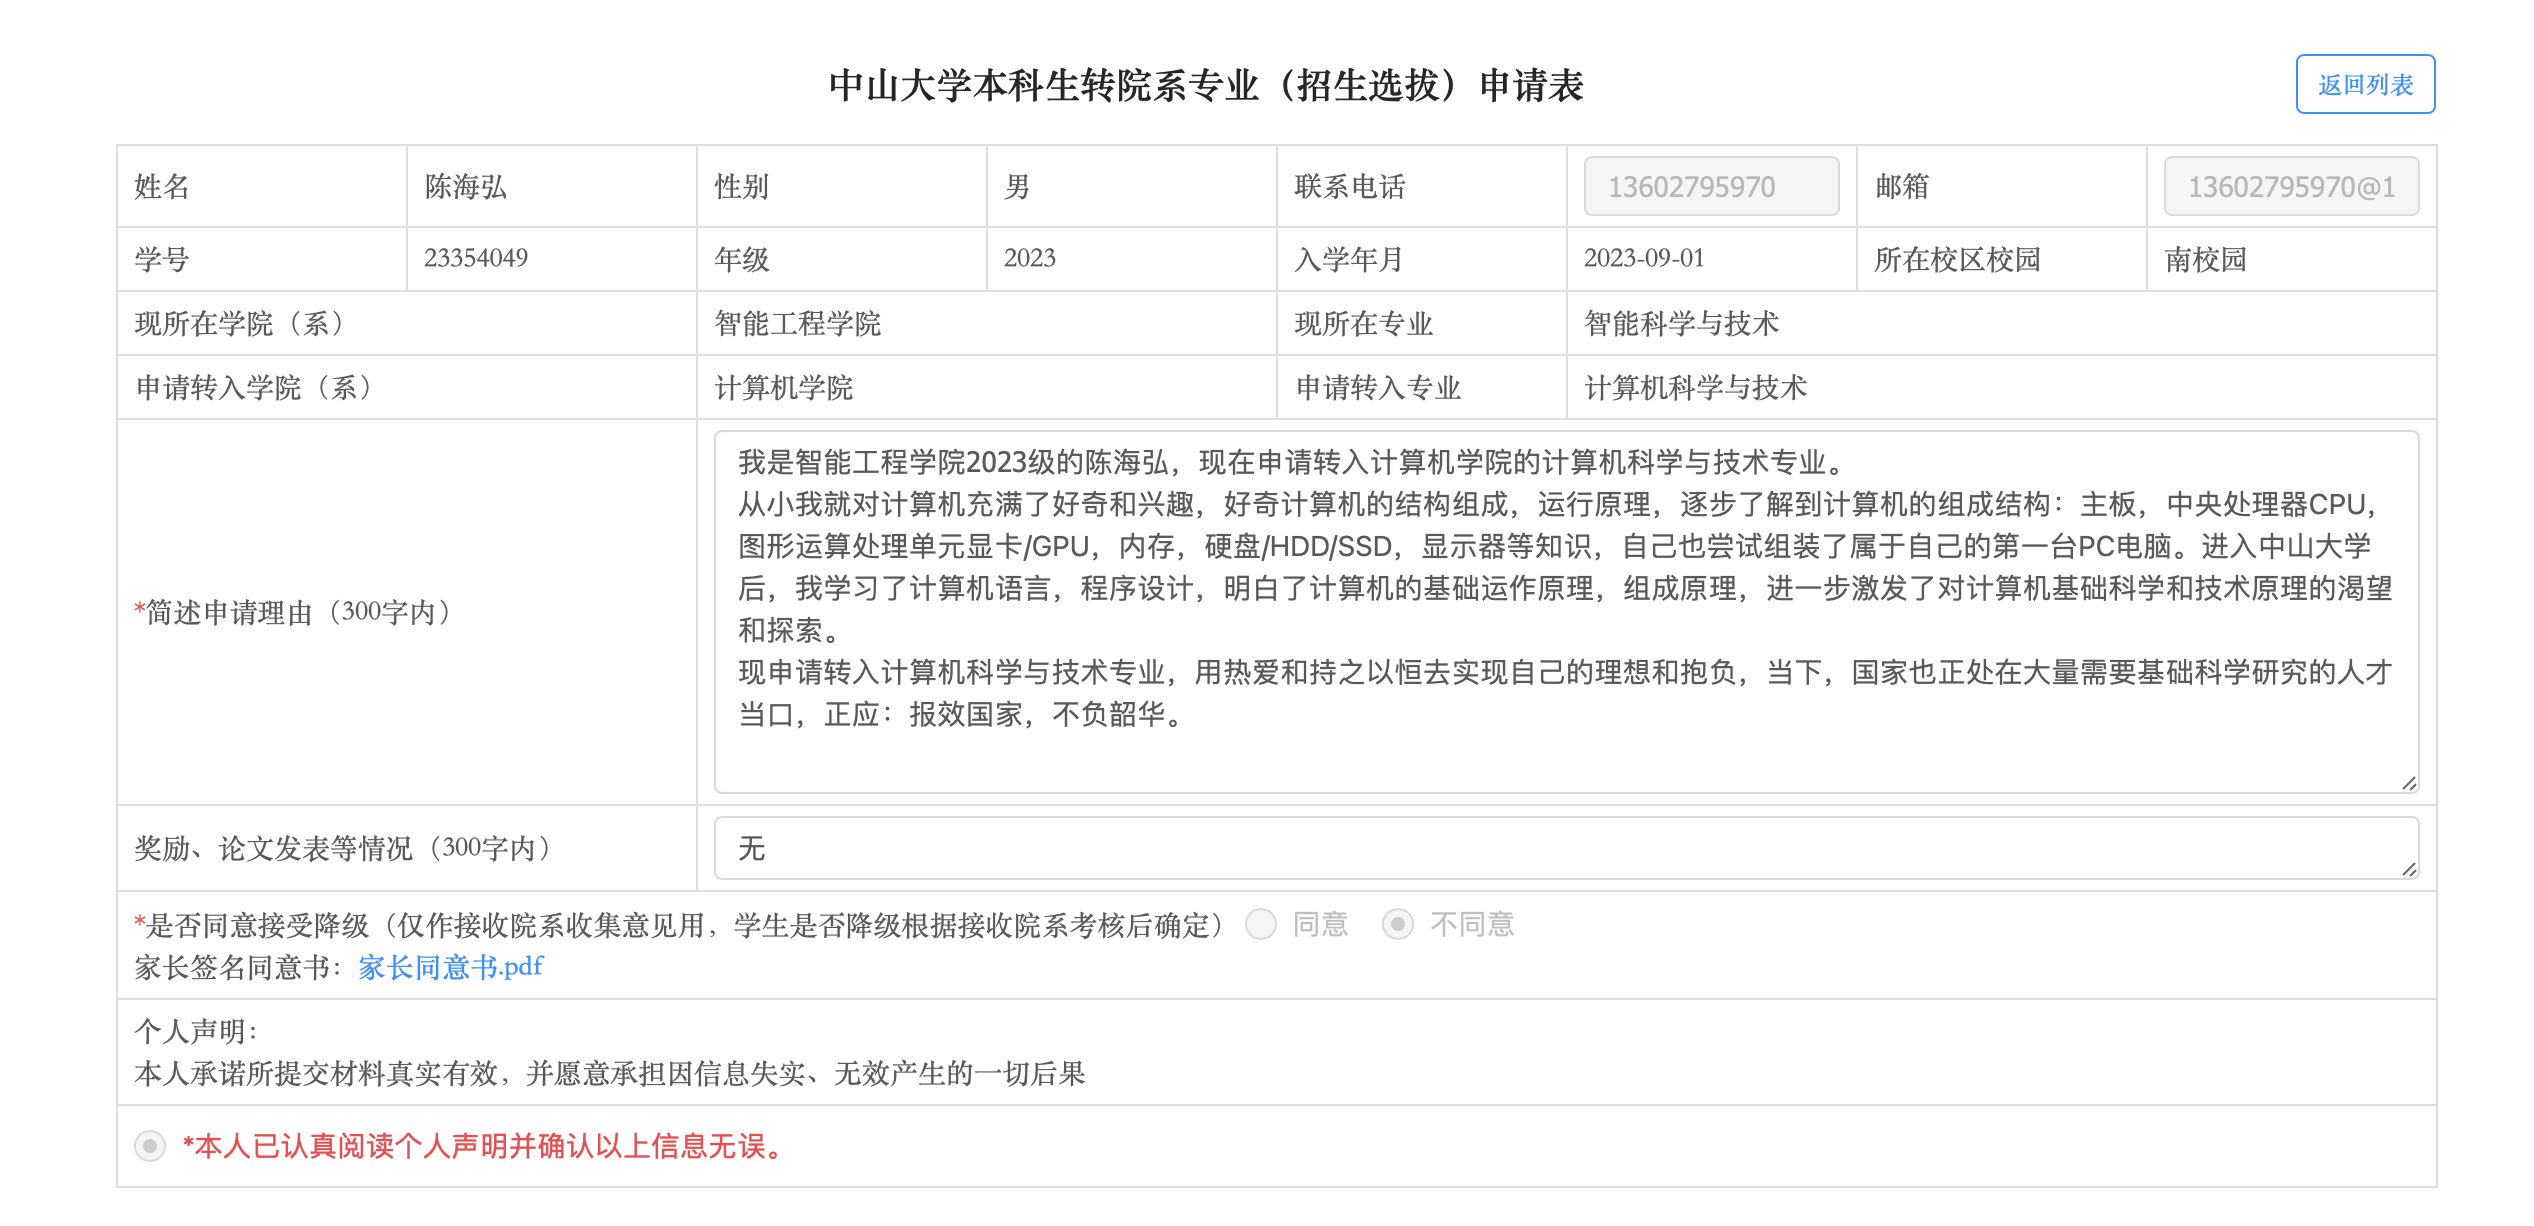 中山大学本科生转院系专业（招生选拔）申请表
返回列表
姓名 陈海弘 性别 男 联系电话 13602795970 邮箱 13602795970@1
学号 23354049 年级 2023 入学年月 2023-09-01 所在校区校园 南校园
现所在学院（系） 智能工程学院 现所在专业 智能科学与技术
申请转入学院（系） 计算机学院 申请转入专业 计算机科学与技术
*简述申请理由（300字内）
我是智能工程学院2023级的陈海弘，现在申请转入计算机学院的计算机科学与技术专业。
从小我就对计算机充满了好奇和兴趣，好奇计算机的结构组成，运行原理，逐步了解到计算机的组成结构：主板，中央处理器CPU，
图形运算处理单元显卡/GPU，内存，硬盘/HDD/SSD，显示器等知识，自己也尝试组装了属于自己的第一台PC电脑。进入中山大学
后，我学习了计算机语言，程序设计，明白了计算机的基础运作原理，组成原理，进一步激发了对计算机基础科学和技术原理的渴望
和探索。
现申请转入计算机科学与技术专业，用热爱和持之以恒去实现自己的理想和抱负，当下，国家也正处在大量需要基础科学研究的人才
当口，正应：报效国家，不负韶华。
奖励、论文发表等情况（300字内） 无
*是否同意接受降级（仅作接收院系收集意见用，学生是否降级根据接收院系考核后确定） 同意 不同意
家长签名同意书：家长同意书.pdf
个人声明：
本人承诺所提交材料真实有效，并愿意承担因信息失实、无效产生的一切后果
*本人已认真阅读个人声明并确认以上信息无误。